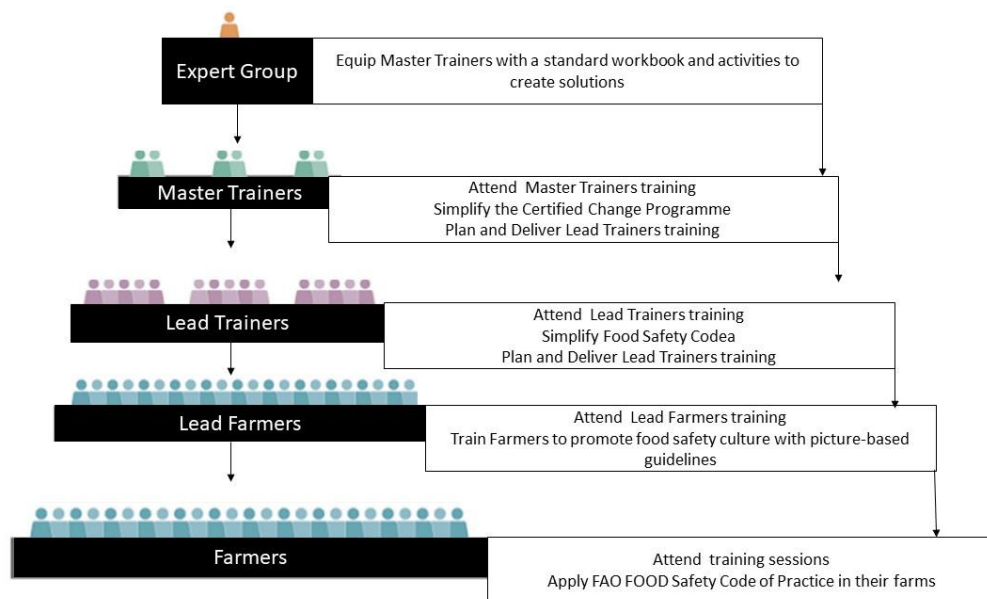 Expert Group
Equip Master Trainers with a standard workbook and activities to
create solutions
Master Trainers
Attend Master Trainers training
Simplify the Certified Change Programme
Plan and Deliver Lead Trainers training
Lead Trainers
Attend Lead Trainers training
Simplify Food Safety Codea
Plan and Deliver Lead Trainers training
Lead Farmers
Attend Lead Farmers training
Train Farmers to promote food safety culture with picture-based
guidelines
Farmers
Attend training sessions
Apply FAO FOOD Safety Code of Practice in their farms